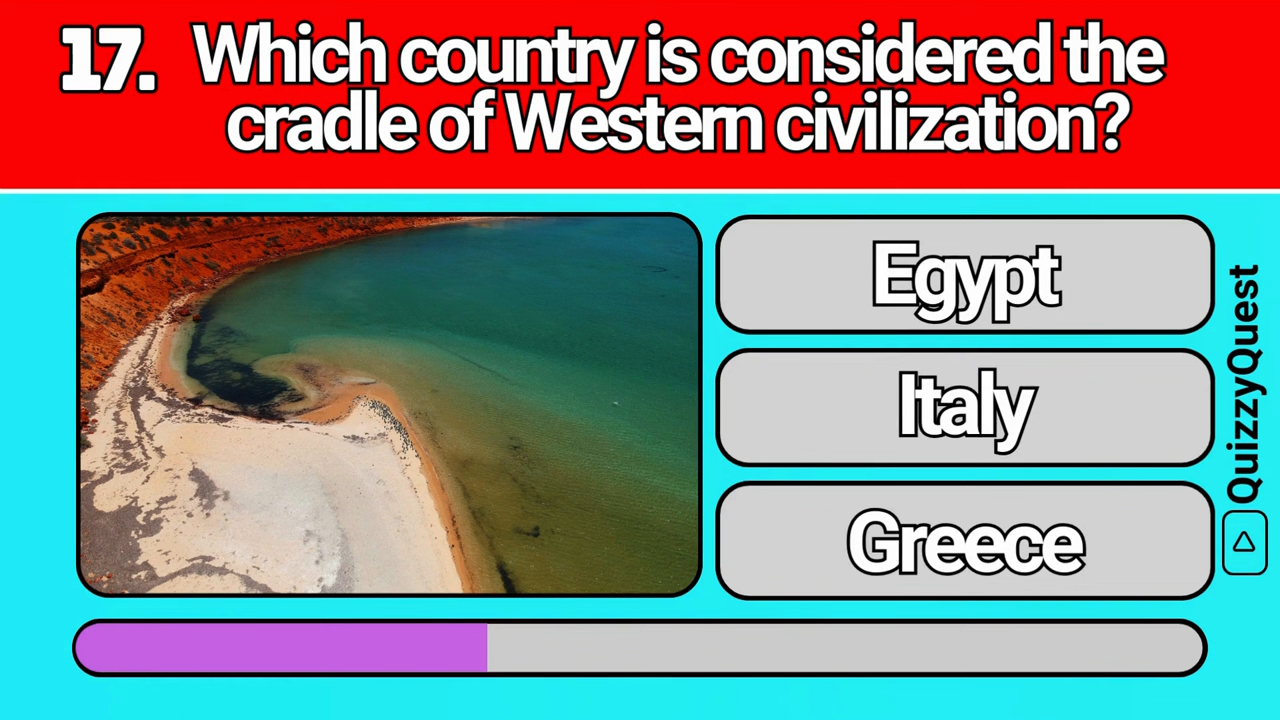 17. Which country is considered the
cradle of Western civilization?
Egypt
Italy
Greece
QuizzyQuest